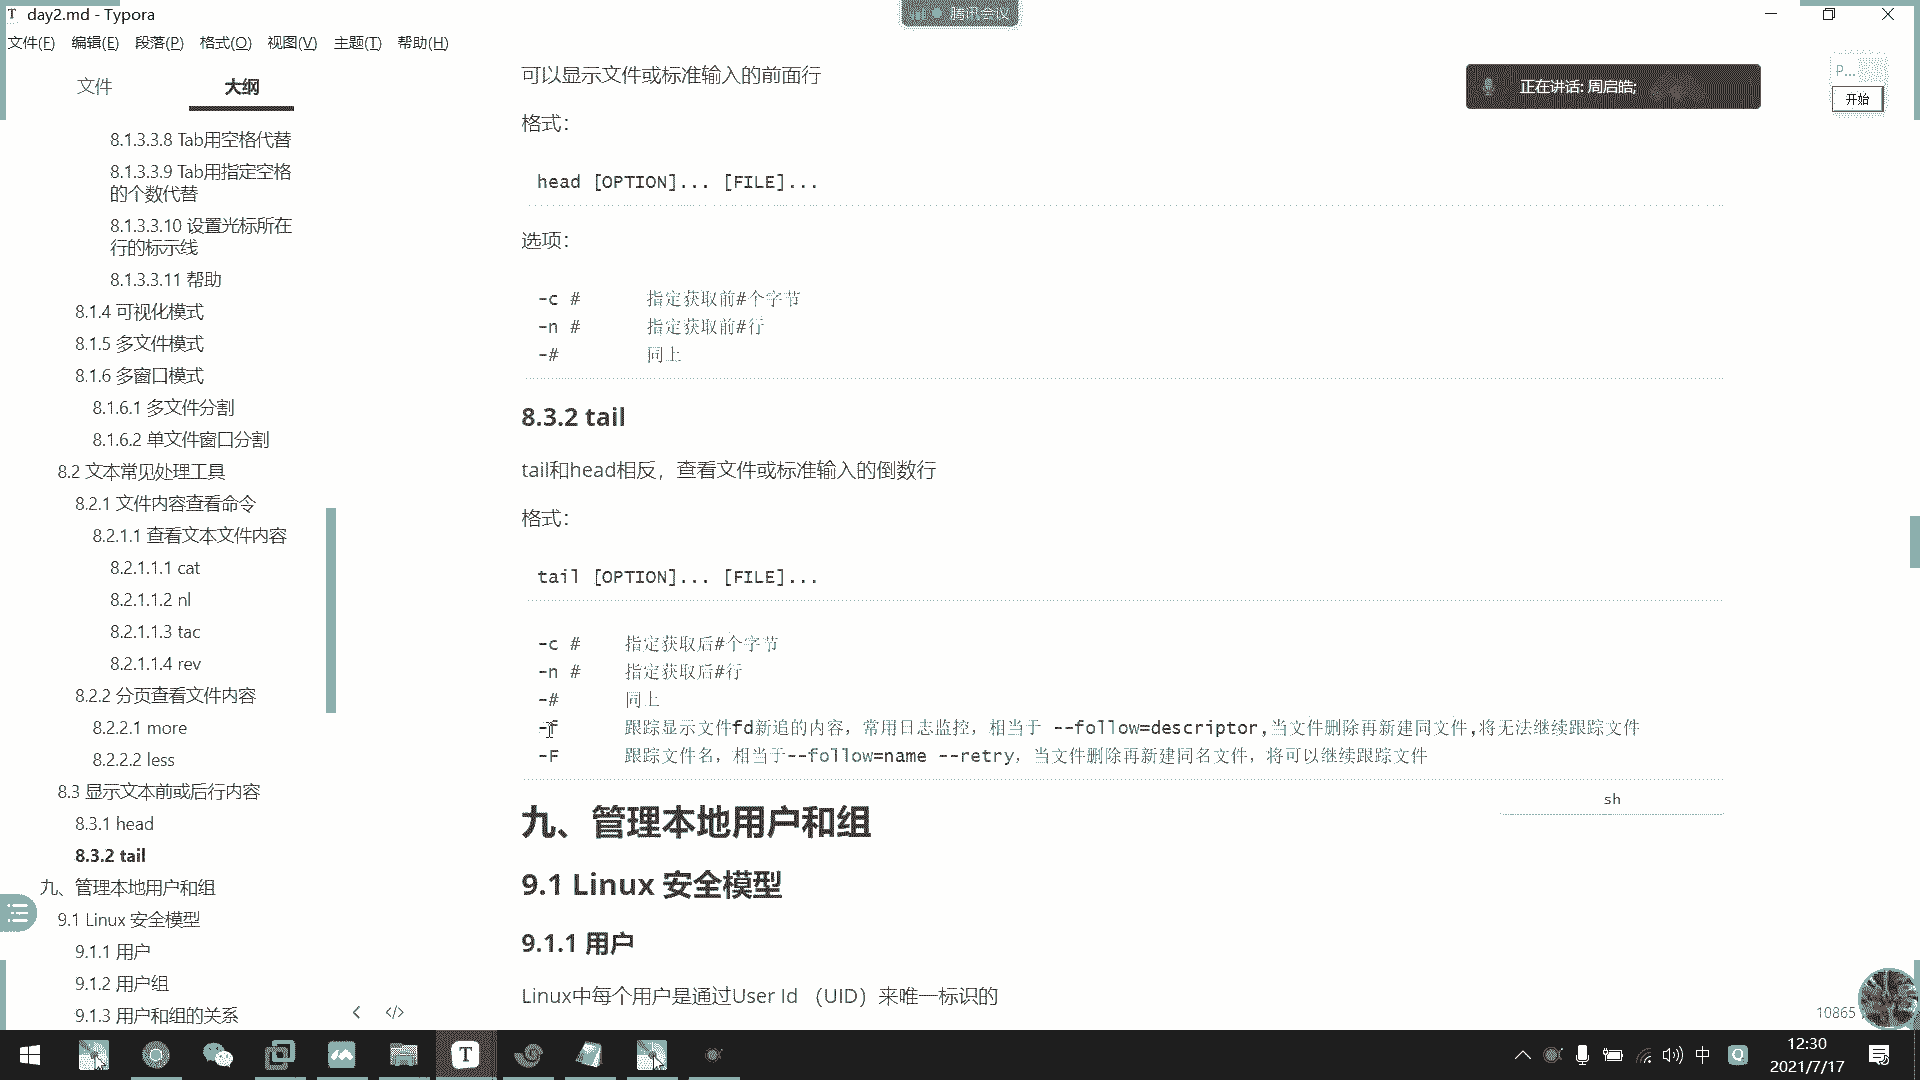 day2.md - Typora
腾讯会议
文件(F) 编辑(E) 段落(P) 格式(O) 视图(V) 主题(T) 帮助(H)
文件 大纲
8.1.3.3.8 Tab用空格代替
8.1.3.3.9 Tab用指定空格
的个数代替
8.1.3.3.10 设置光标所在
行的标示线
8.1.3.3.11 帮助
8.1.4 可视化模式
8.1.5 多文件模式
8.1.6 多窗口模式
8.1.6.1 多文件分割
8.1.6.2 单文件窗口分割
8.2 文本常见处理工具
8.2.1 文件内容查看命令
8.2.1.1 查看文本文件内容
8.2.1.1.1 cat
8.2.1.1.2 nl
8.2.1.1.3 tac
8.2.1.1.4 rev
8.2.2 分页查看文件内容
8.2.2.1 more
8.2.2.2 less
8.3 显示文本前或后行内容
8.3.1 head
8.3.2 tail
九、管理本地用户和组
9.1 Linux 安全模型
9.1.1 用户
9.1.2 用户组
9.1.3 用户和组的关系
可以显示文件或标准输入的前面行
格式：
head [OPTION]... [FILE]...
选项：
-c # 指定获取前#个字节
-n # 指定获取前#行
-# 同上
8.3.2 tail
tail和head相反，查看文件或标准输入的倒数行
格式：
tail [OPTION]... [FILE]...
-c # 指定获取后#个字节
-n # 指定获取后#行
-# 同上
-f 跟踪显示文件fd新追的内容，常用日志监控，相当于 --follow=descriptor,当文件删除再新建同文件,将无法继续跟踪文件
-F 跟踪文件名，相当于--follow=name --retry，当文件删除再新建同名文件，将可以继续跟踪文件
sh
九、管理本地用户和组
9.1 Linux 安全模型
9.1.1 用户
Linux中每个用户是通过User Id （UID）来唯一标识的
正在讲话: 周启皓;
P...
开始
10865
中
12:30
2021/7/17